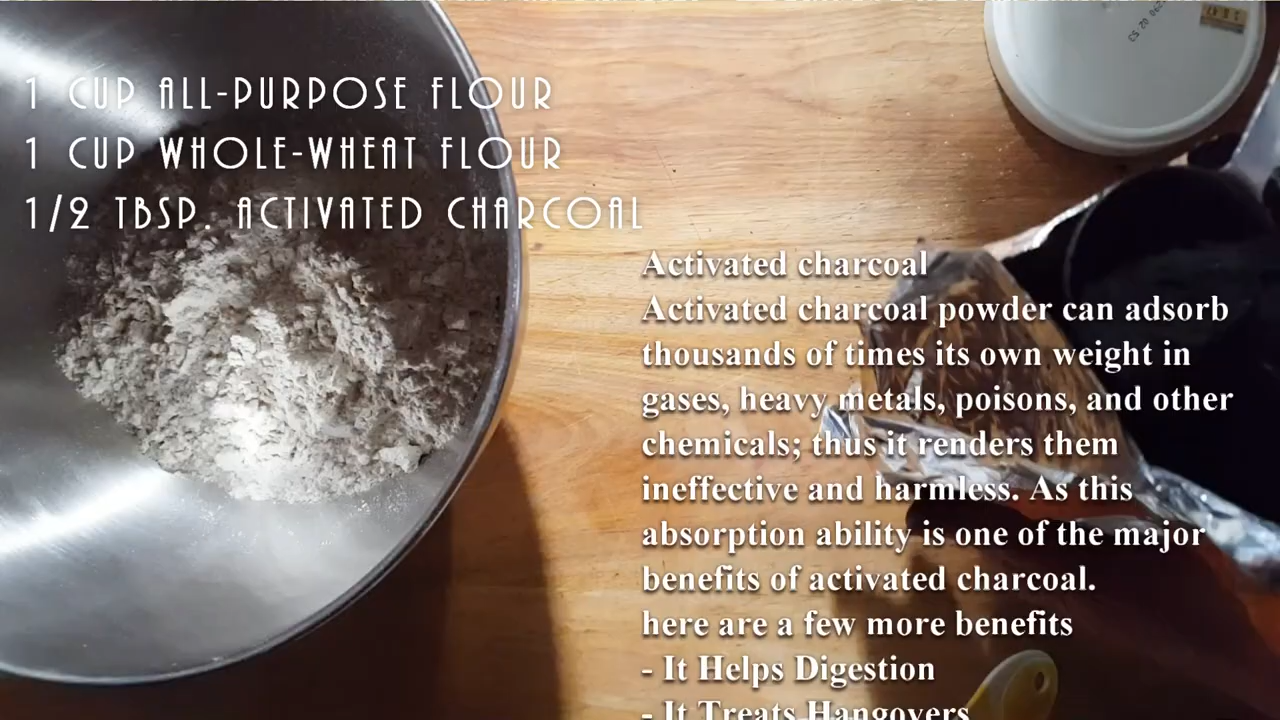 1 CUP ALL-PURPOSE FLOUR
1 CUP WHOLE-WHEAT FLOUR
1/2 TBSP. ACTIVATED CHARCOAL
Activated charcoal
Activated charcoal powder can adsorb
thousands of times its own weight in
gases, heavy metals, poisons, and other
chemicals; thus it renders them
ineffective and harmless. As this
absorption ability is one of the major
benefits of activated charcoal.
here are a few more benefits
- It Helps Digestion
- It Treats Hangovers